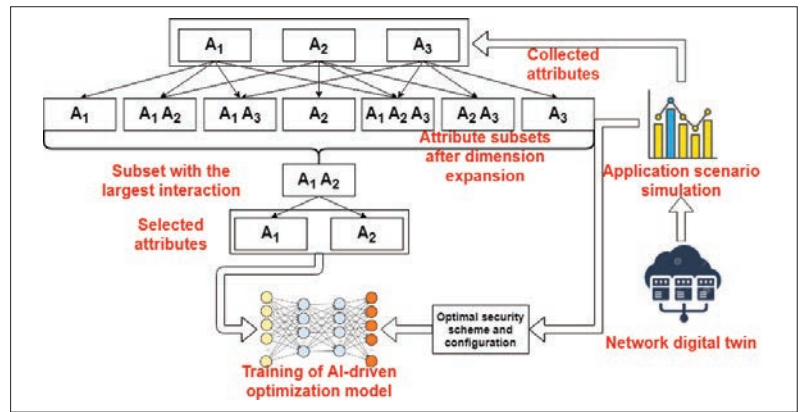 A₁ A₂ A₃
Collected
attributes
A₁ A₁ A₂ A₁ A₃ A₂ A₁ A₂ A₃ A₂ A₃ A₃
Attribute subsets
after dimension
expansion
Subset with the
largest interaction
A₁ A₂
Application scenario
simulation
Selected
attributes
A₁ A₂
Optimal security
scheme and
configuration
Network digital twin
Training of AI-driven
optimization model